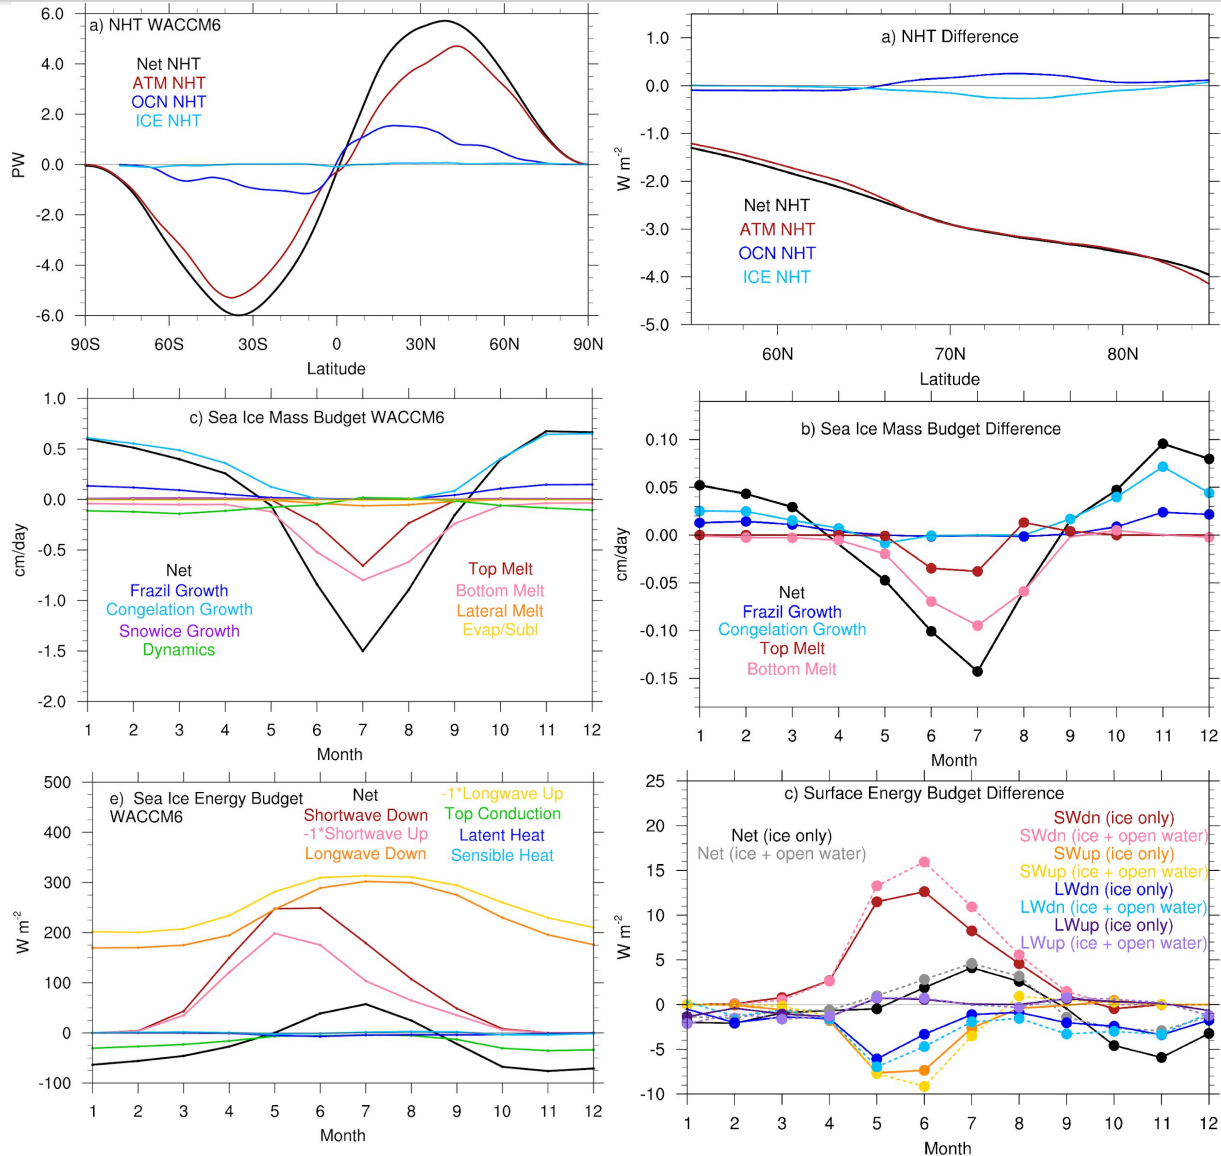 a) NHT WACCM6
Net NHT
ATM NHT
OCN NHT
ICE NHT
6.0
4.0
2.0
0.0
-2.0
-4.0
-6.0
PW
90S 60S 30S 0 30N 60N 90N
Latitude
a) NHT Difference
1.0
0.0
-1.0
-2.0
-3.0
-4.0
-5.0
W m⁻²
Net NHT
ATM NHT
OCN NHT
ICE NHT
60N 70N 80N
Latitude
c) Sea Ice Mass Budget WACCM6
1.0
0.5
0.0
-0.5
-1.0
-1.5
-2.0
cm/day
Net
Frazil Growth
Congelation Growth
Snowice Growth
Dynamics
Top Melt
Bottom Melt
Lateral Melt
Evap/Subl
1 2 3 4 5 6 7 8 9 10 11 12
Month
b) Sea Ice Mass Budget Difference
0.10
0.05
0.00
-0.05
-0.10
-0.15
cm/day
Net
Frazil Growth
Congelation Growth
Top Melt
Bottom Melt
1 2 3 4 5 6 7 8 9 10 11 12
Month
e) Sea Ice Energy Budget
WACCM6
Net
Shortwave Down
-1*Shortwave Up
Longwave Down
-1*Longwave Up
Top Conduction
Latent Heat
Sensible Heat
500
400
300
200
100
0
-100
W m⁻²
1 2 3 4 5 6 7 8 9 10 11 12
Month
c) Surface Energy Budget Difference
Net (ice only)
Net (ice + open water)
SWdn (ice only)
SWdn (ice + open water)
SWup (ice only)
SWup (ice + open water)
LWdn (ice only)
LWdn (ice + open water)
LWup (ice only)
LWup (ice + open water)
25
20
15
10
5
0
-5
-10
W m⁻²
1 2 3 4 5 6 7 8 9 10 11 12
Month